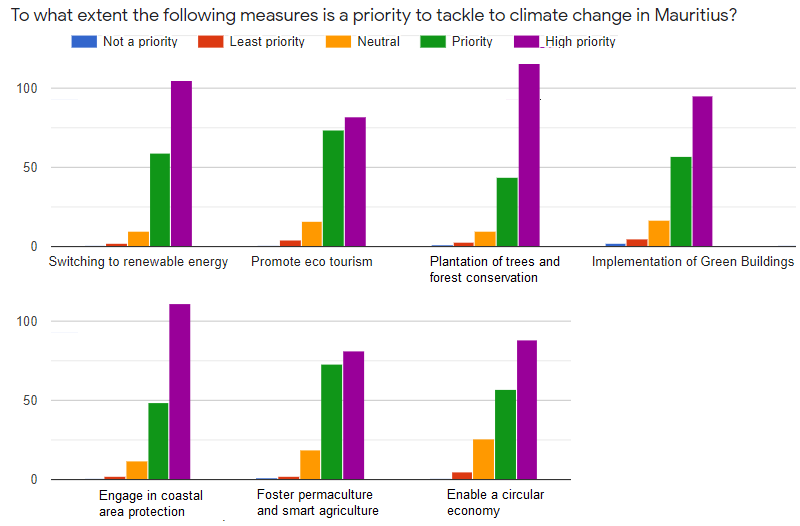 To what extent the following measures is a priority to tackle to climate change in Mauritius?
Not a priority Least priority Neutral Priority High priority
100
50
0
Switching to renewable energy Promote eco tourism Plantation of trees and Implementation of Green Buildings
forest conservation
100
50
0
Engage in coastal Foster permaculture Enable a circular
area protection and smart agriculture economy